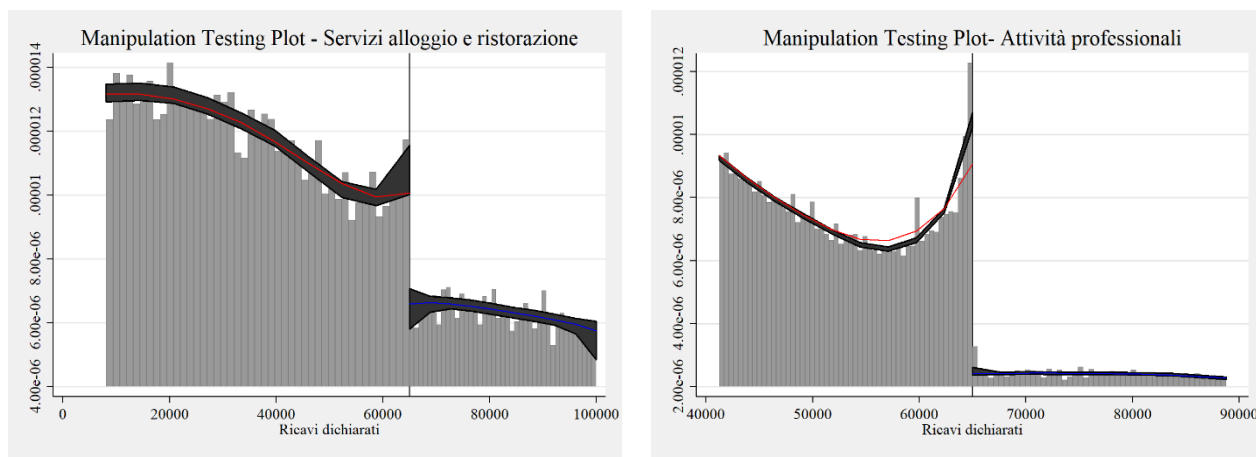 Manipulation Testing Plot - Servizi alloggio e ristorazione
.000014
.000012
.00001
8.00e-06
6.00e-06
4.00e-06
0
20000
40000
60000
80000
100000
Ricavi dichiarati
Manipulation Testing Plot- Attività professionali
.000012
.00001
8.00e-06
6.00e-06
4.00e-06
2.00e-06
40000
50000
60000
70000
80000
90000
Ricavi dichiarati